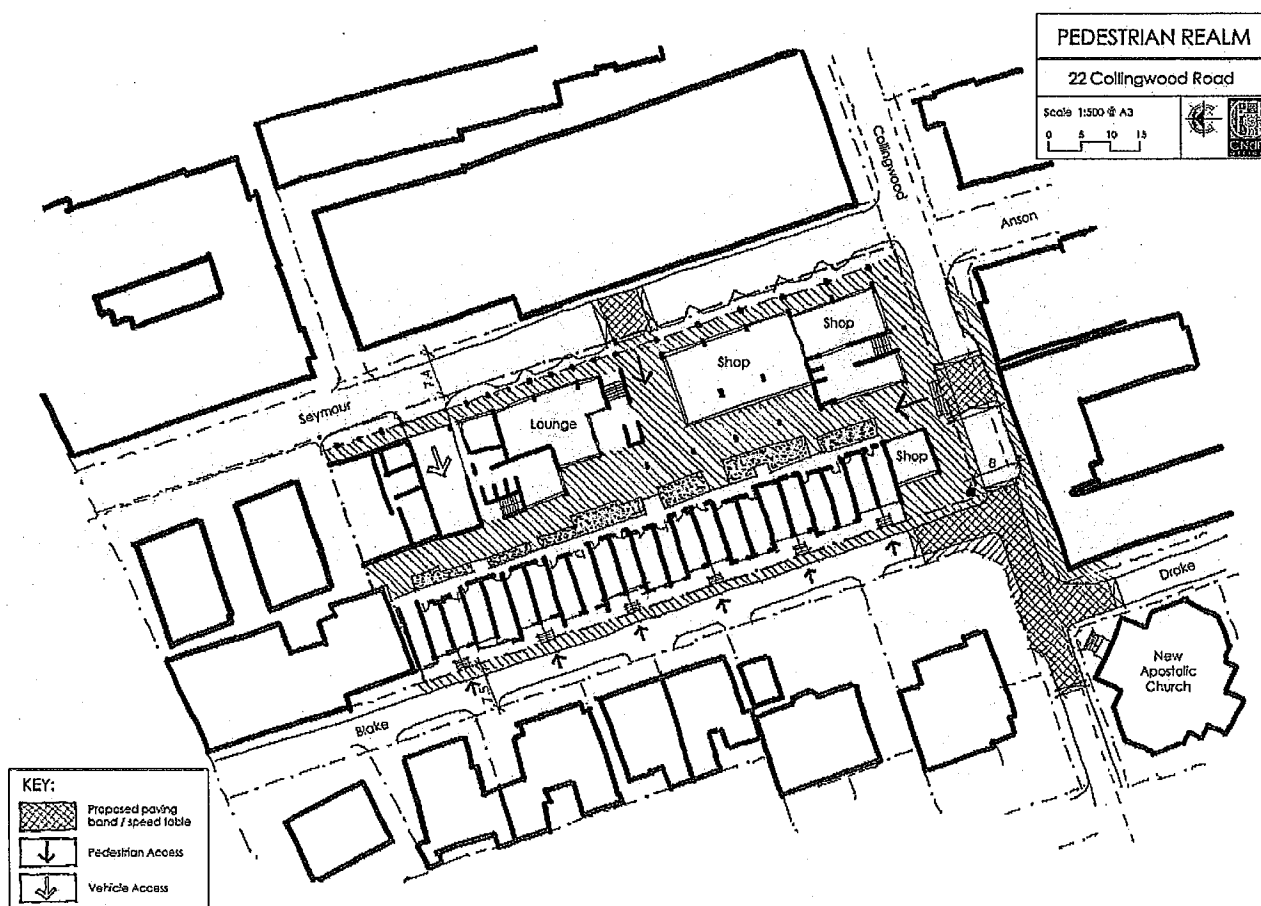 PEDESTRIAN REALM
22 Collingwood Road
Scale 1:500 @ A3
0 5 10 15
Collingwood
Anson
Shop
Shop
Seymour
7.4
Lounge
Shop
8
Drake
New
Apostolic
Church
7.5
Blake
KEY:
Proposed paving
band / speed table
Pedestrian Access
Vehicle Access